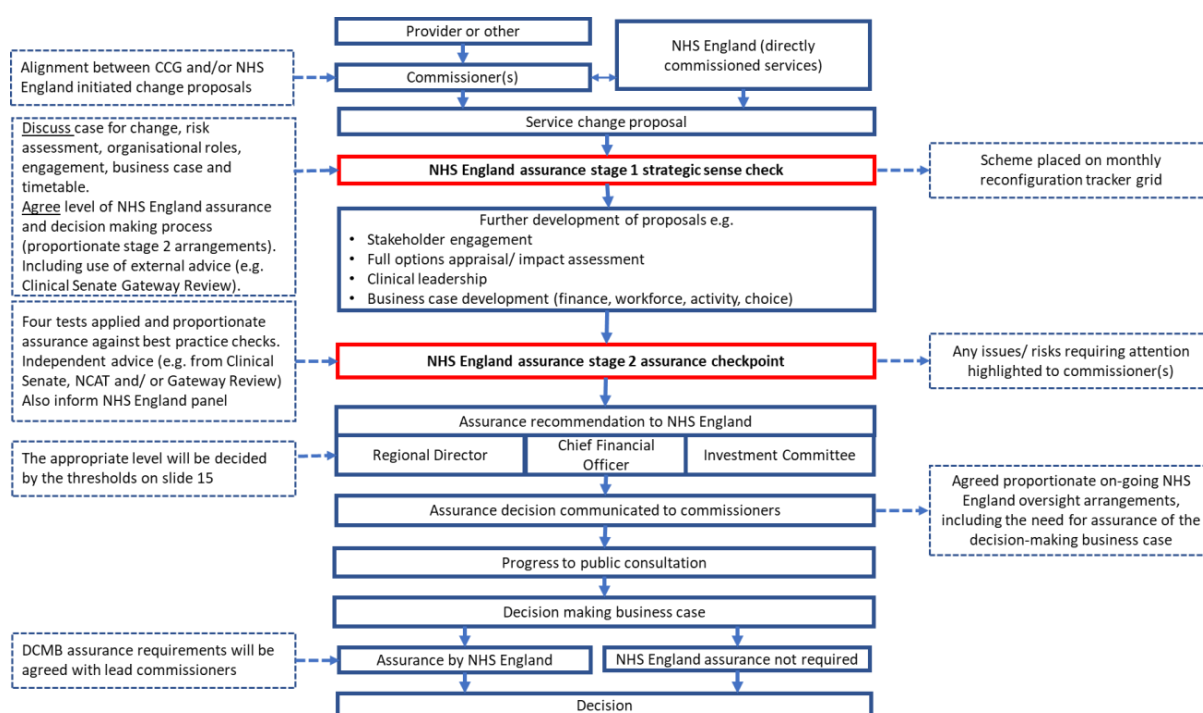 Provider or other
NHS England (directly
commissioned services)
Alignment between CCG and/or NHS
England initiated change proposals
Commissioner(s)
Service change proposal
Discuss case for change, risk
assessment, organisational roles,
engagement, business case and
timetable.
Agree level of NHS England assurance
and decision making process
(proportionate stage 2 arrangements).
Including use of external advice (e.g.
Clinical Senate Gateway Review).
NHS England assurance stage 1 strategic sense check
Scheme placed on monthly
reconfiguration tracker grid
Further development of proposals e.g.
• Stakeholder engagement
• Full options appraisal/ impact assessment
• Clinical leadership
• Business case development (finance, workforce, activity, choice)
Four tests applied and proportionate
assurance against best practice checks.
Independent advice (e.g. from Clinical
Senate, NCAT and/ or Gateway Review)
Also inform NHS England panel
NHS England assurance stage 2 assurance checkpoint
Any issues/ risks requiring attention
highlighted to commissioner(s)
Assurance recommendation to NHS England
Regional Director
Chief Financial
Officer
Investment Committee
The appropriate level will be decided
by the thresholds on slide 15
Assurance decision communicated to commissioners
Agreed proportionate on-going NHS
England oversight arrangements,
including the need for assurance of the
decision-making business case
Progress to public consultation
Decision making business case
DCMB assurance requirements will be
agreed with lead commissioners
Assurance by NHS England
NHS England assurance not required
Decision